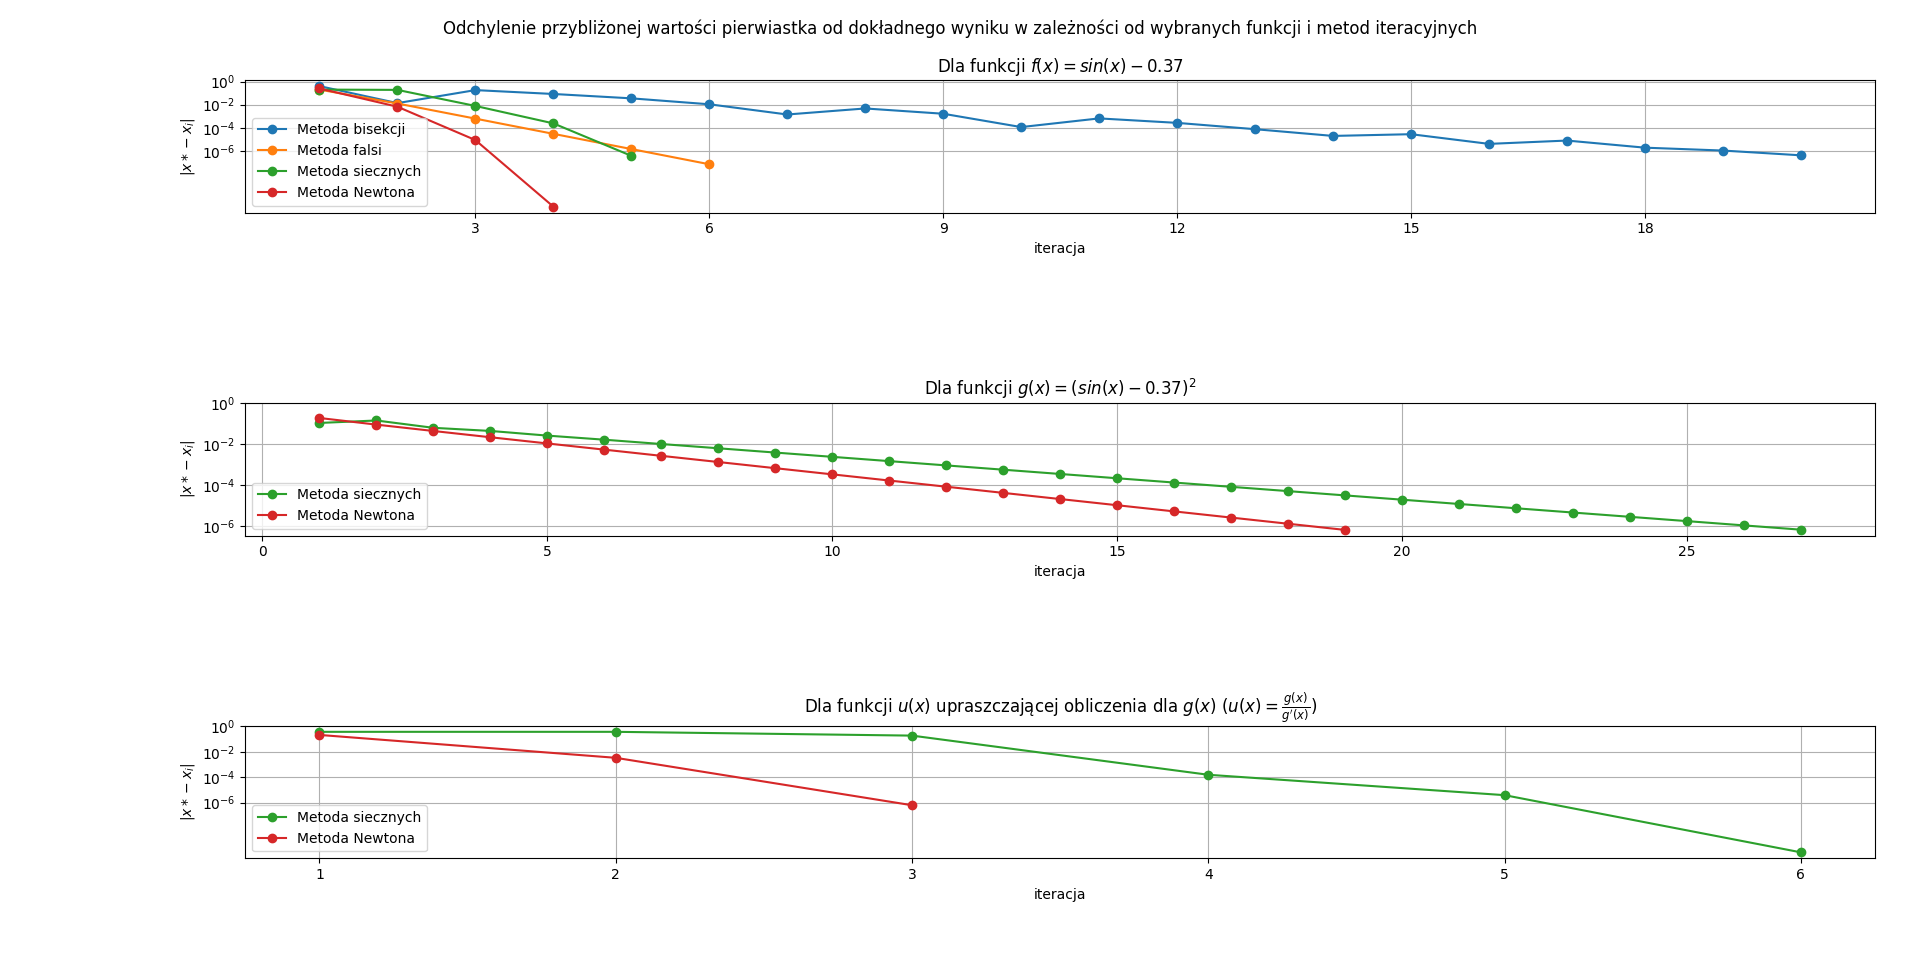 Odchylenie przybliżonej wartości pierwiastka od dokładnego wyniku w zależności od wybranych funkcji i metod iteracyjnych
Dla funkcji f(x) = sin(x) − 0.37
10^0
10^-2
10^-4
10^-6
|x* − x_i|
Metoda bisekcji
Metoda falsi
Metoda siecznych
Metoda Newtona
3 6 9 12 15 18
iteracja
Dla funkcji g(x) = (sin(x) − 0.37)^2
10^0
10^-2
10^-4
10^-6
|x* − x_i|
Metoda siecznych
Metoda Newtona
0 5 10 15 20 25
iteracja
Dla funkcji u(x) upraszczającej obliczenia dla g(x) (u(x) = g(x)/g'(x))
10^0
10^-2
10^-4
10^-6
|x* − x_i|
Metoda siecznych
Metoda Newtona
1 2 3 4 5 6
iteracja